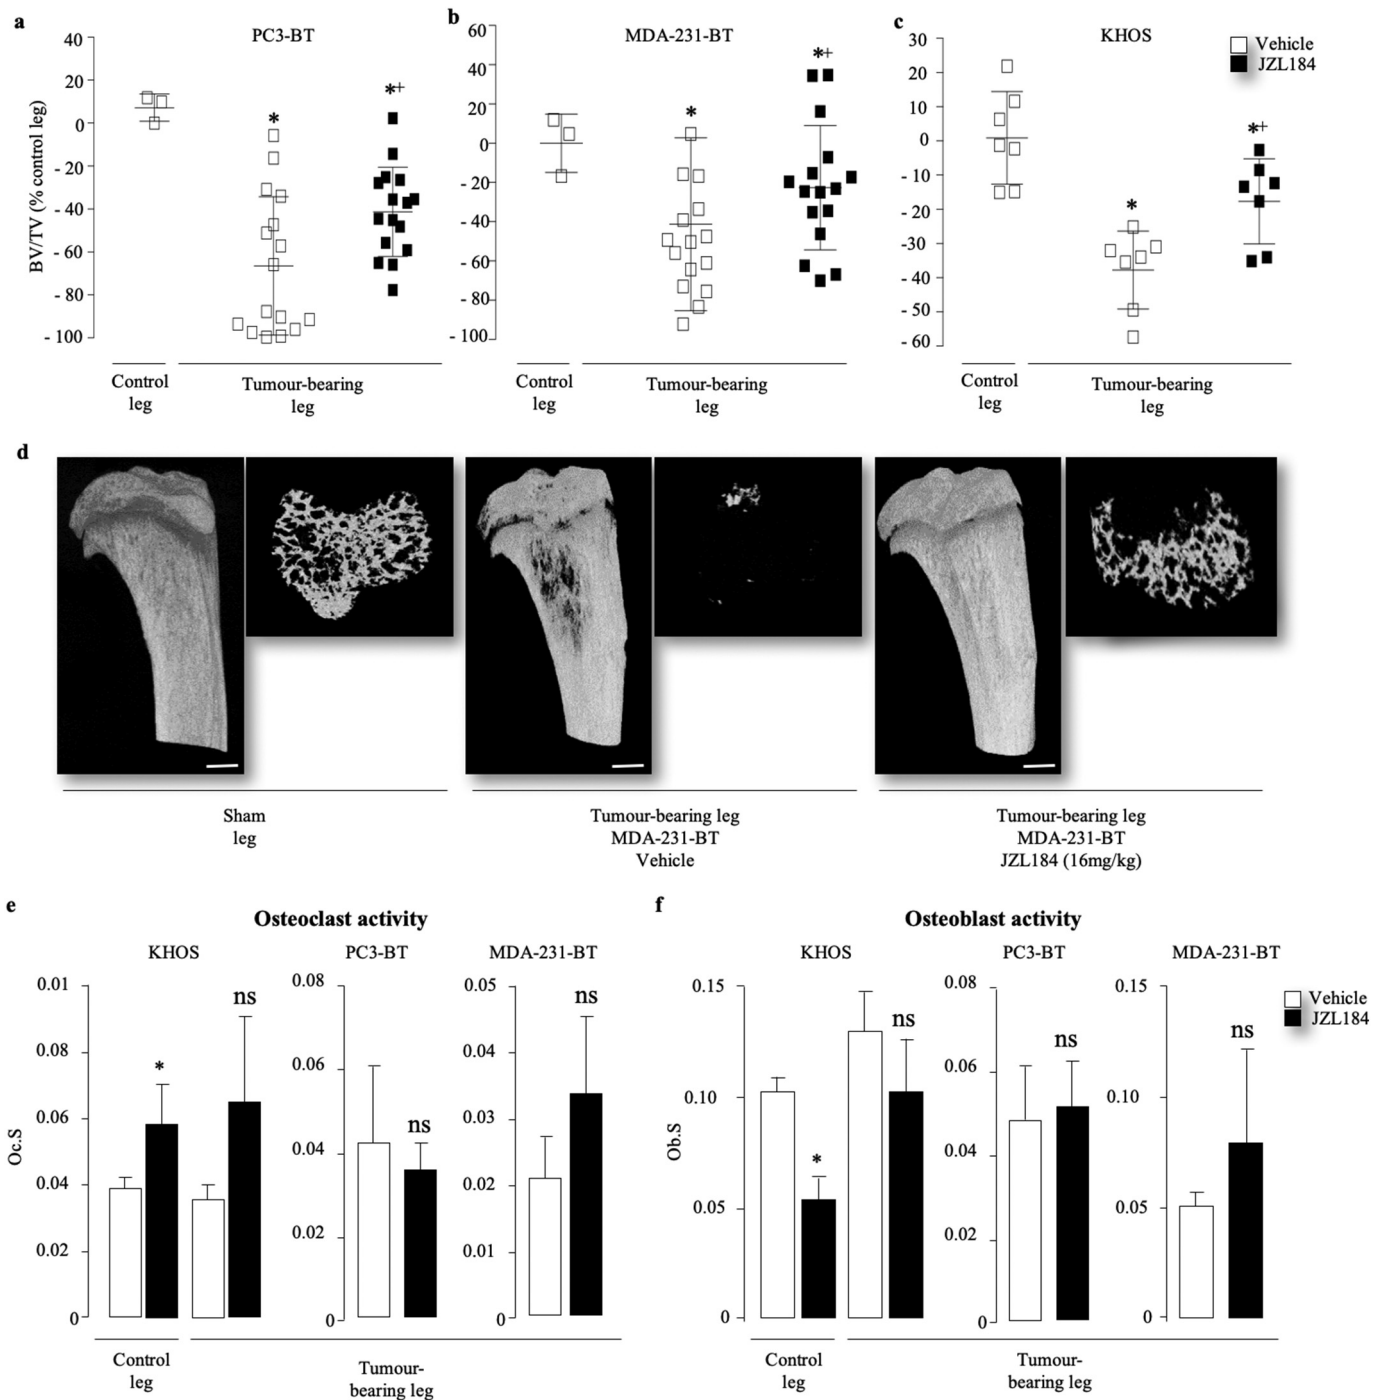 a
PC3-BT
BV/TV (% control leg)
40
20
0
- 20
- 40
- 60
- 80
- 100
*
*+
Control
leg
Tumour-bearing
leg
b
MDA-231-BT
60
40
20
0
- 20
- 40
- 60
- 80
- 100
*
*+
Control
leg
Tumour-bearing
leg
c
KHOS
Vehicle
JZL184
30
20
10
0
- 10
- 20
-30
- 40
- 50
- 60
*
*+
Control
leg
Tumour-bearing
leg
d
Sham
leg
Tumour-bearing leg
MDA-231-BT
Vehicle
Tumour-bearing leg
MDA-231-BT
JZL184 (16mg/kg)
e
Osteoclast activity
Oc.S
KHOS
0.01
0.08
0.06
0.04
0.02
0
*
ns
PC3-BT
0.08
0.06
0.04
0.02
0
ns
MDA-231-BT
0.05
0.04
0.03
0.02
0.01
0
ns
Control
leg
Tumour-
bearing leg
f
Osteoblast activity
Ob.S
KHOS
0.15
0.10
0.05
0
*
ns
PC3-BT
0.08
0.06
0.04
0.02
0
ns
MDA-231-BT
0.15
0.10
0.05
0
ns
Vehicle
JZL184
Control
leg
Tumour-
bearing leg